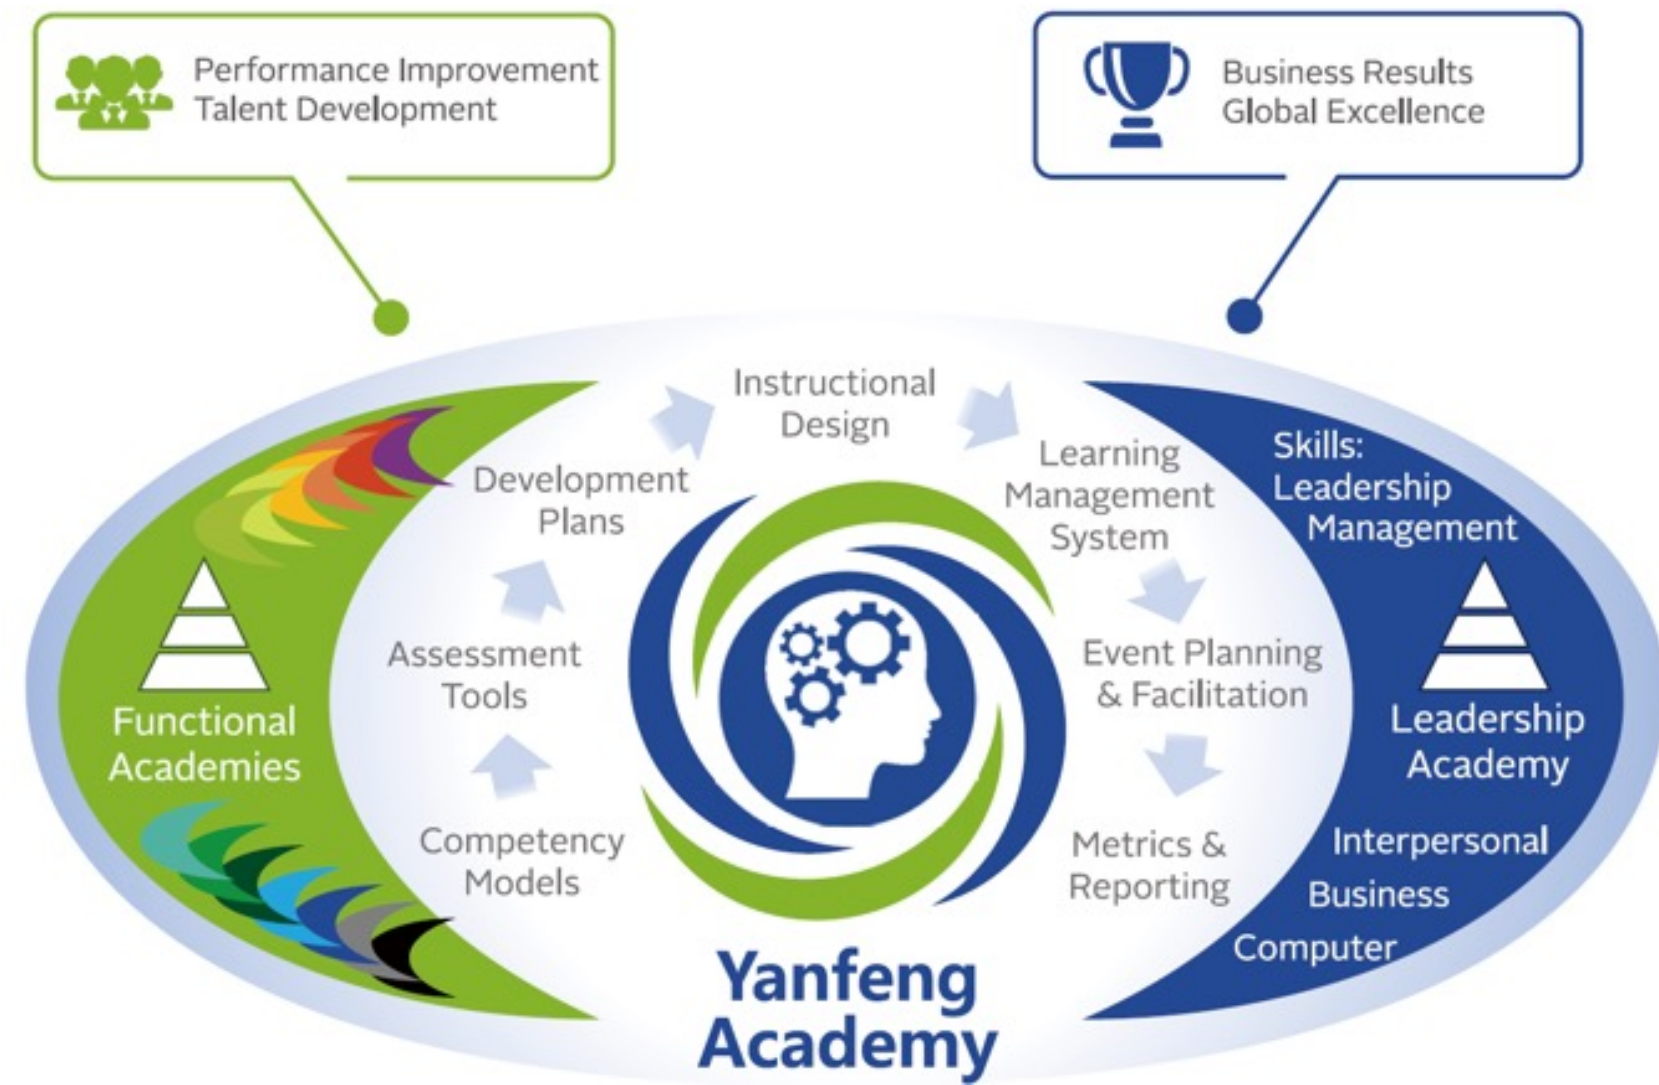 Performance Improvement
Talent Development
Business Results
Global Excellence
Instructional
Design
Development
Plans
Learning
Management
System
Assessment
Tools
Event Planning
& Facilitation
Competency
Models
Metrics &
Reporting
Functional
Academies
Skills:
Leadership
Management
Leadership
Academy
Interpersonal
Business
Computer
Yanfeng
Academy